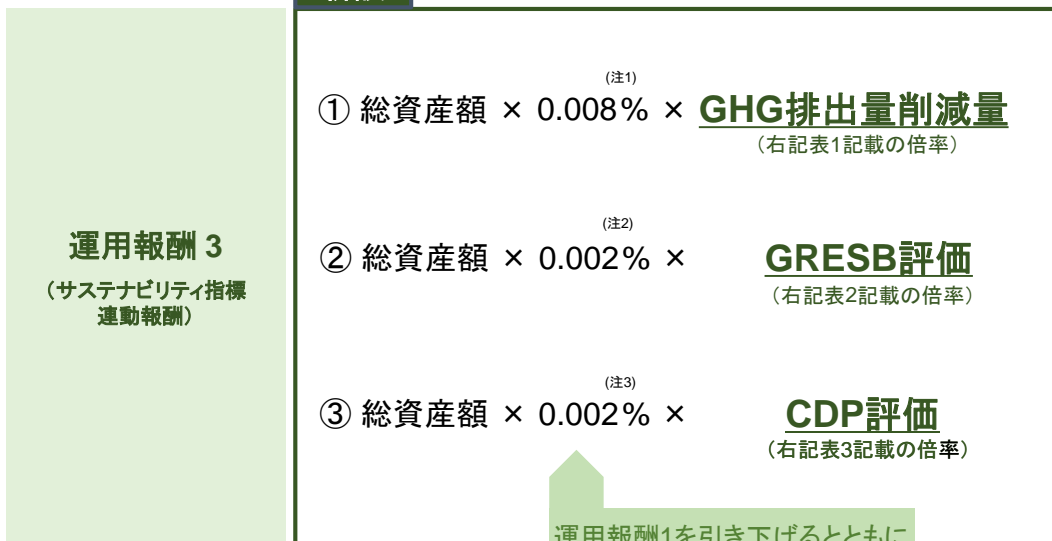 運用報酬 3
(サステナビリティ指標
連動報酬)
(注1)
① 総資産額 × 0.008% × GHG排出量削減量
(右記表1記載の倍率)
(注2)
② 総資産額 × 0.002% × GRESB評価
(右記表2記載の倍率)
(注3)
③ 総資産額 × 0.002% × CDP評価
(右記表3記載の倍率)
運用報酬1を引き下げるとともに